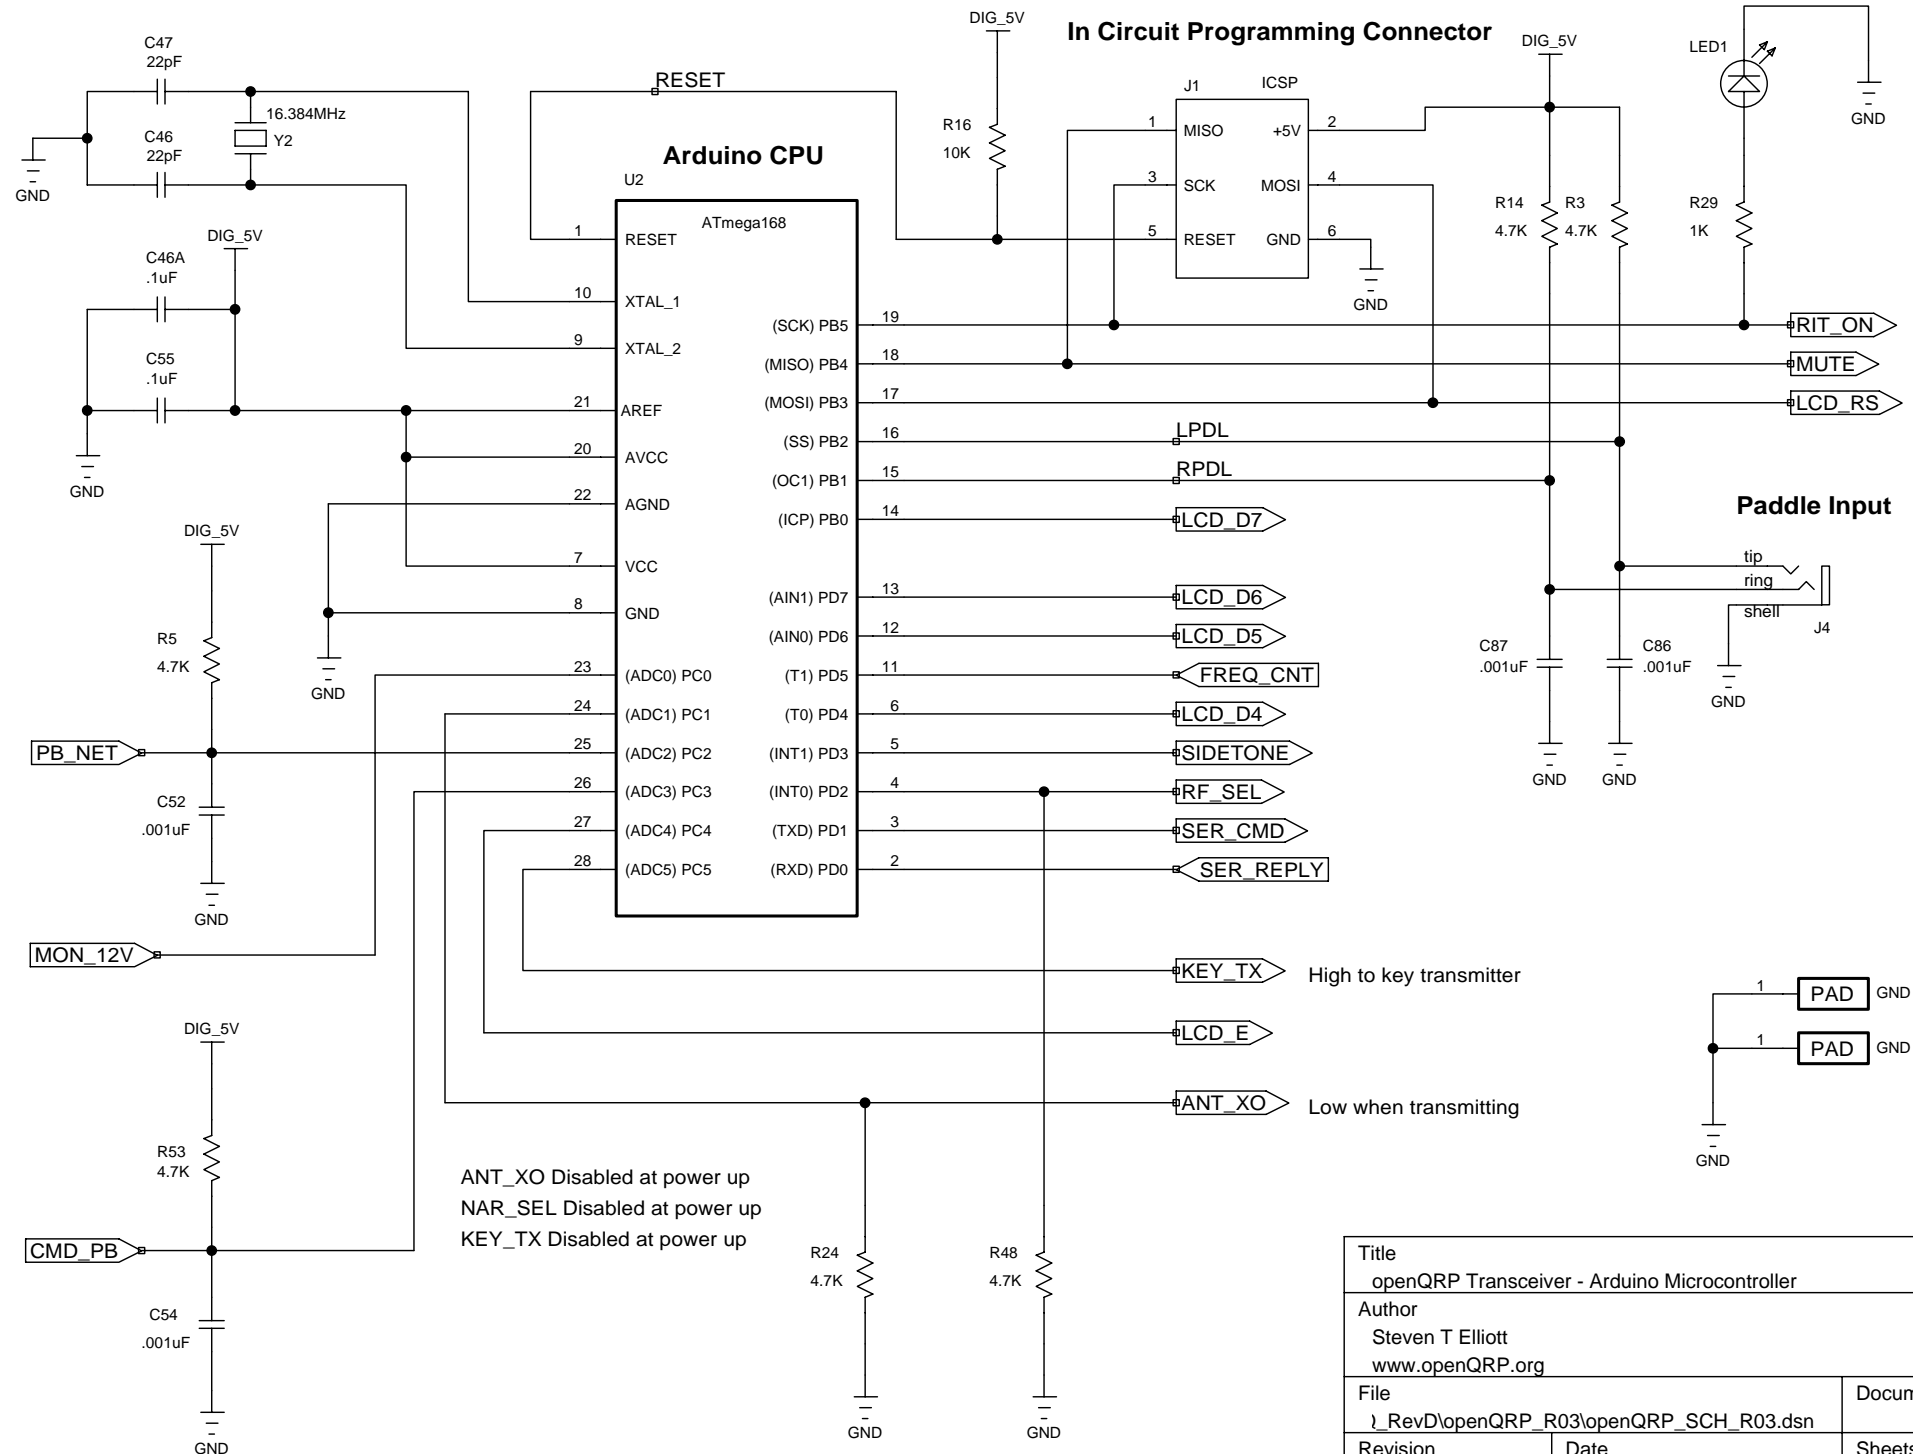 C47
22pF
16.384MHz
Y2
C46
22pF
GND
DIG_5V
C46A
.1uF
C55
.1uF
GND
DIG_5V
R5
4.7K
PB_NET
C52
.001uF
GND
MON_12V
DIG_5V
R53
4.7K
CMD_PB
C54
.001uF
GND
RESET
Arduino CPU
U2
ATmega168
1 RESET
10 XTAL_1
9 XTAL_2
21 AREF
20 AVCC
22 AGND
7 VCC
8 GND
GND
23 (ADC0) PC0
24 (ADC1) PC1
25 (ADC2) PC2
26 (ADC3) PC3
27 (ADC4) PC4
28 (ADC5) PC5
(SCK) PB5 19
(MISO) PB4 18
(MOSI) PB3 17
(SS) PB2 16
(OC1) PB1 15
(ICP) PB0 14
(AIN1) PD7 13
(AIN0) PD6 12
(T1) PD5 11
(T0) PD4 6
(INT1) PD3 5
(INT0) PD2 4
(TXD) PD1 3
(RXD) PD0 2
DIG_5V
R16
10K
In Circuit Programming Connector
J1 ICSP
1 MISO +5V 2
3 SCK MOSI 4
5 RESET GND 6
GND
DIG_5V
R14
4.7K
R3
4.7K
LED1
GND
R29
1K
RIT_ON
MUTE
LCD_RS
LPDL
RPDL
LCD_D7
LCD_D6
LCD_D5
FREQ_CNT
LCD_D4
SIDETONE
RF_SEL
SER_CMD
SER_REPLY
Paddle Input
tip
ring
shell
J4
GND
C87
.001uF
GND
C86
.001uF
GND
KEY_TX High to key transmitter
LCD_E
ANT_XO Low when transmitting
1 PAD GND
1 PAD GND
GND
ANT_XO Disabled at power up
NAR_SEL Disabled at power up
KEY_TX Disabled at power up
R24
4.7K
GND
R48
4.7K
GND
Title
openQRP Transceiver - Arduino Microcontroller
Author
Steven T Elliott
www.openQRP.org
File
_RevD\openQRP_R03\openQRP_SCH_R03.dsn
Docum
Revision
Date
Sheets